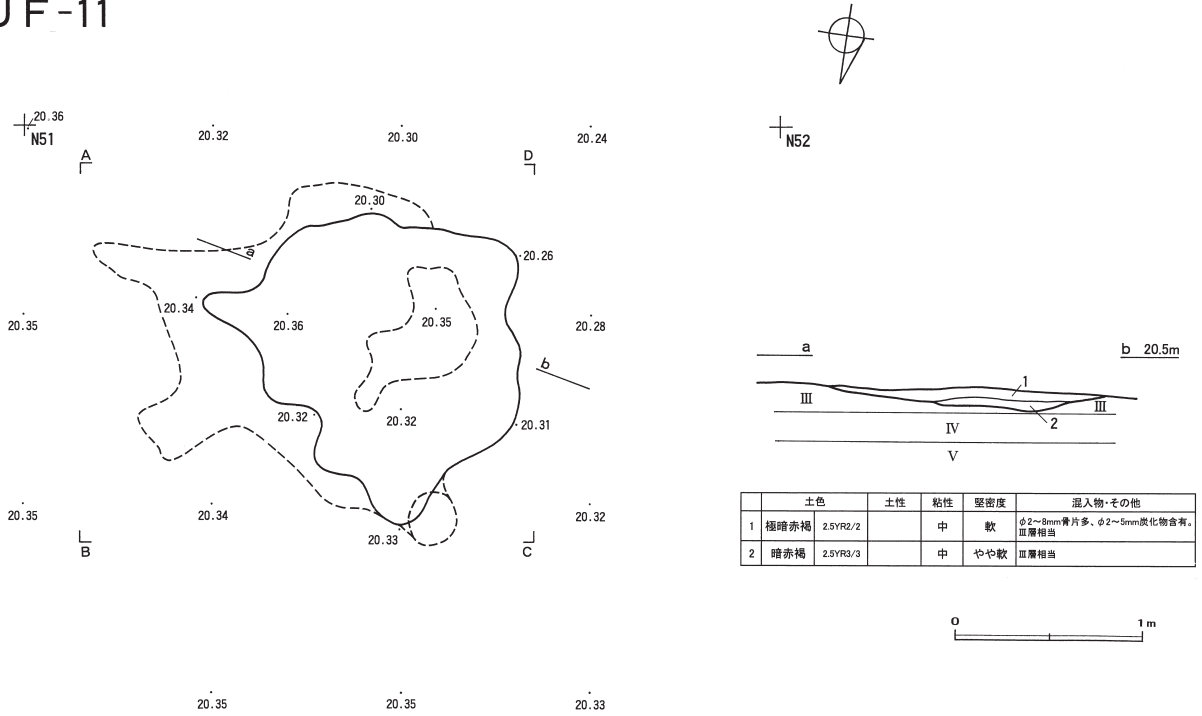 UF-11
20.36
N51
20.32
20.30
20.24
N52
A
D
20.30
a
20.26
20.34
20.35
20.36
20.35
20.28
b
a
b 20.5m
1
Ⅲ
Ⅲ
2
Ⅳ
Ⅴ
20.32
20.32
20.31
土色 土性 粘性 堅密度 混入物・その他
1 極暗赤褐 2.5YR2/2 中 軟 φ2～8mm骨片多、φ2～5mm炭化物含有。
Ⅲ層相当
2 暗赤褐 2.5YR3/3 中 やや軟 Ⅲ層相当
20.35
20.34
20.33
20.32
B
C
0 1m
20.35
20.35
20.33